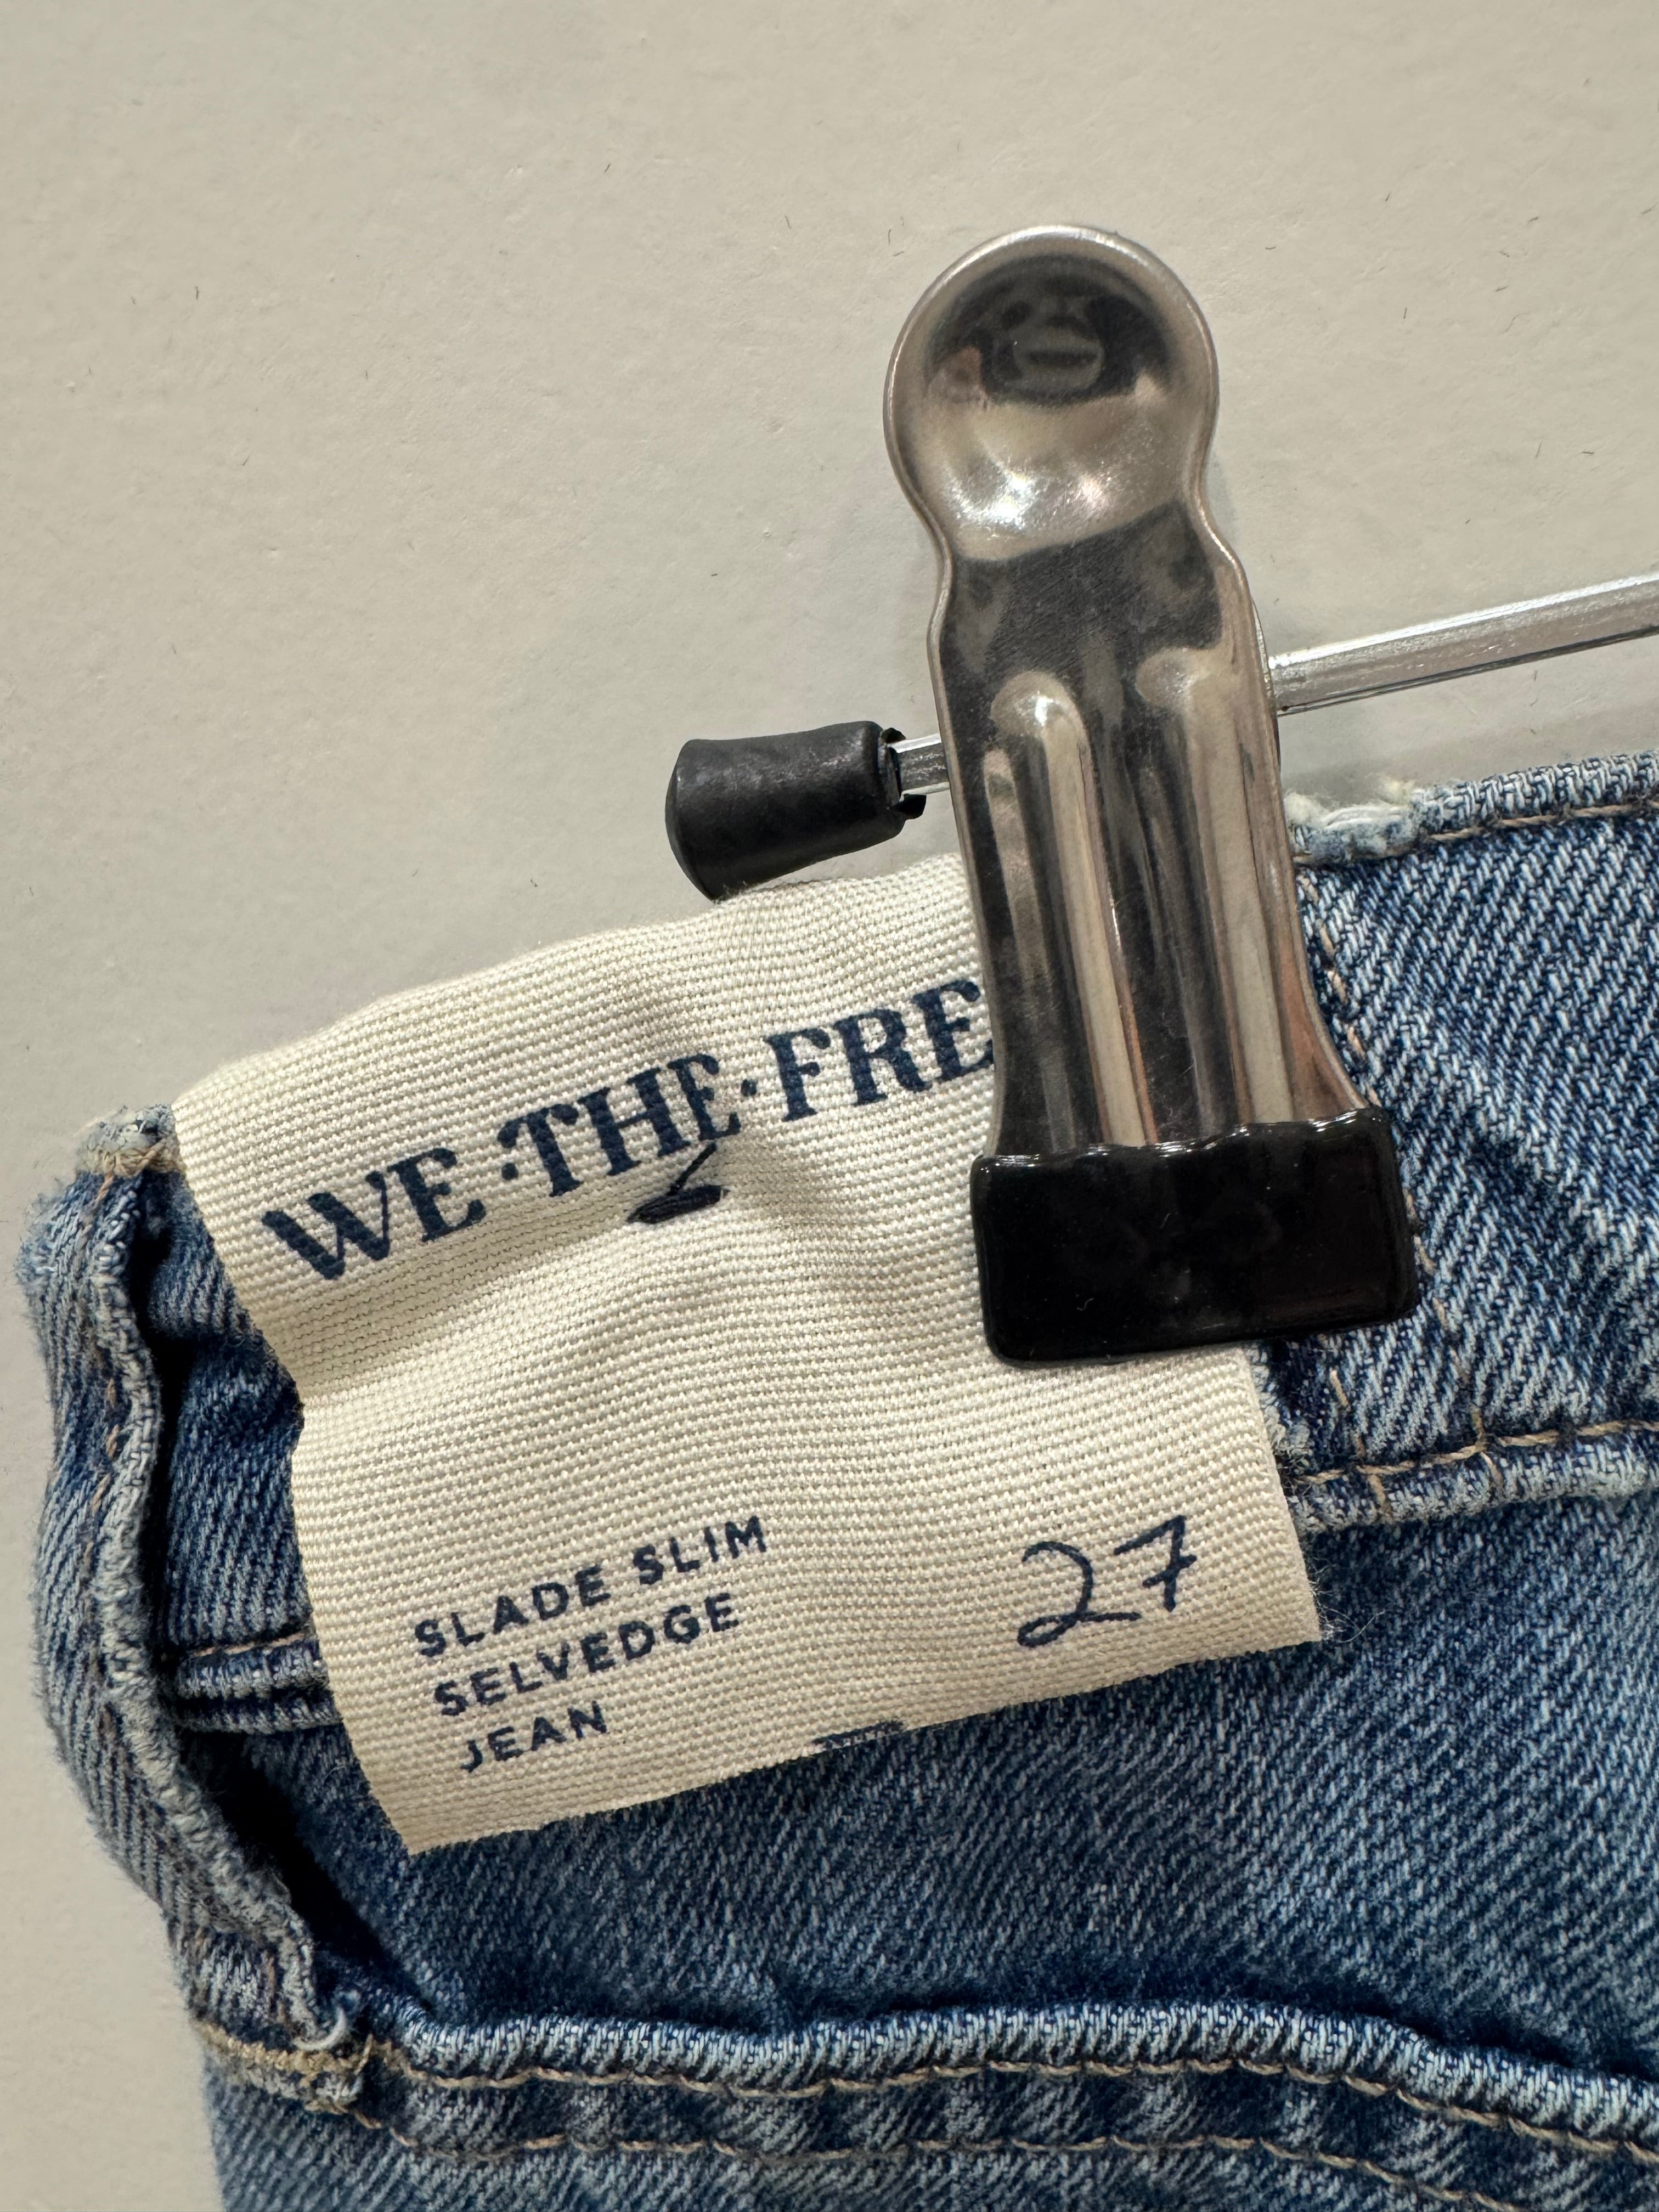 WE·THE·FRE
SLADE SLIM
SELVEDGE
JEAN
27